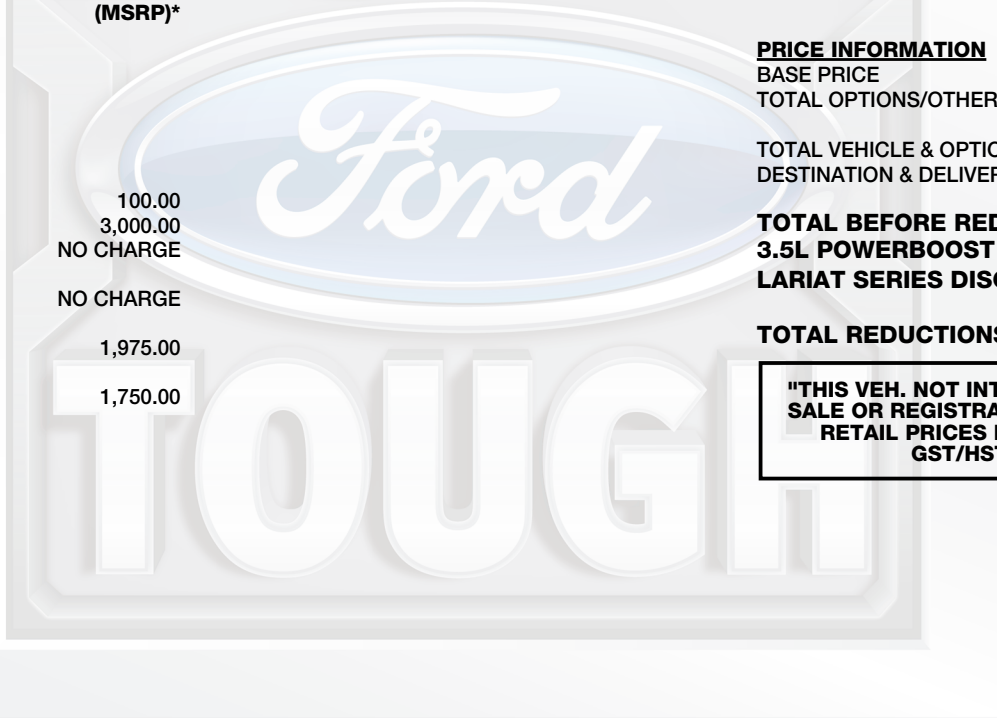 (MSRP)*
100.00
3,000.00
NO CHARGE
NO CHARGE
1,975.00
1,750.00
Ford
TOUGH
PRICE INFORMATION
BASE PRICE
TOTAL OPTIONS/OTHER
TOTAL VEHICLE & OPTIO
DESTINATION & DELIVER
TOTAL BEFORE RED
3.5L POWERBOOST
LARIAT SERIES DISC
TOTAL REDUCTIONS
"THIS VEH. NOT INT
SALE OR REGISTRA
RETAIL PRICES
GST/HST